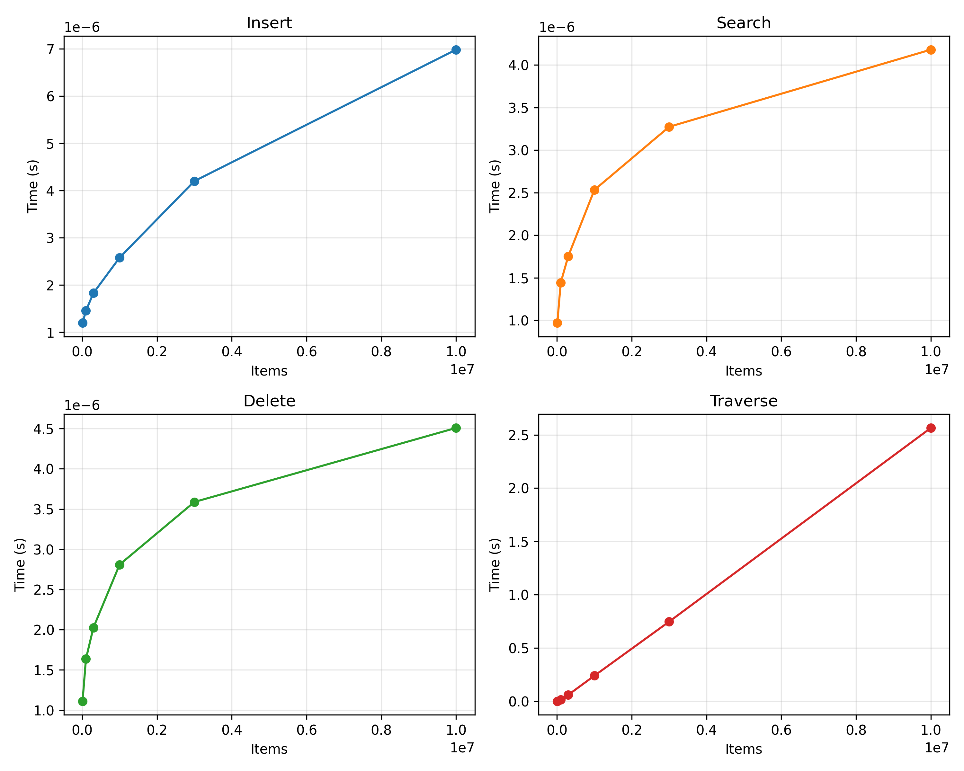 Insert
1e−6
7
6
5
4
3
2
1
Time (s)
0.0 0.2 0.4 0.6 0.8 1.0
1e7
Items
Search
1e−6
4.0
3.5
3.0
2.5
2.0
1.5
1.0
Time (s)
0.0 0.2 0.4 0.6 0.8 1.0
1e7
Items
Delete
1e−6
4.5
4.0
3.5
3.0
2.5
2.0
1.5
1.0
Time (s)
0.0 0.2 0.4 0.6 0.8 1.0
1e7
Items
Traverse
2.5
2.0
1.5
1.0
0.5
0.0
Time (s)
0.0 0.2 0.4 0.6 0.8 1.0
1e7
Items